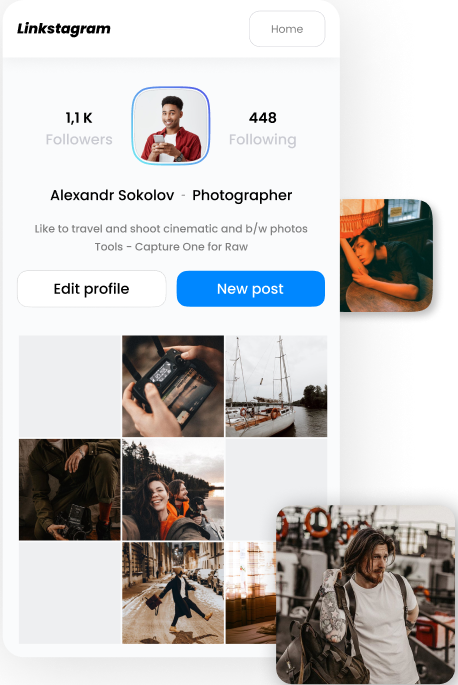 Linkstagram
Home
1,1 K
448
Followers
Following
Alexandr Sokolov - Photographer
Like to travel and shoot cinematic and b/w photos
Tools - Capture One for Raw
Edit profile
New post